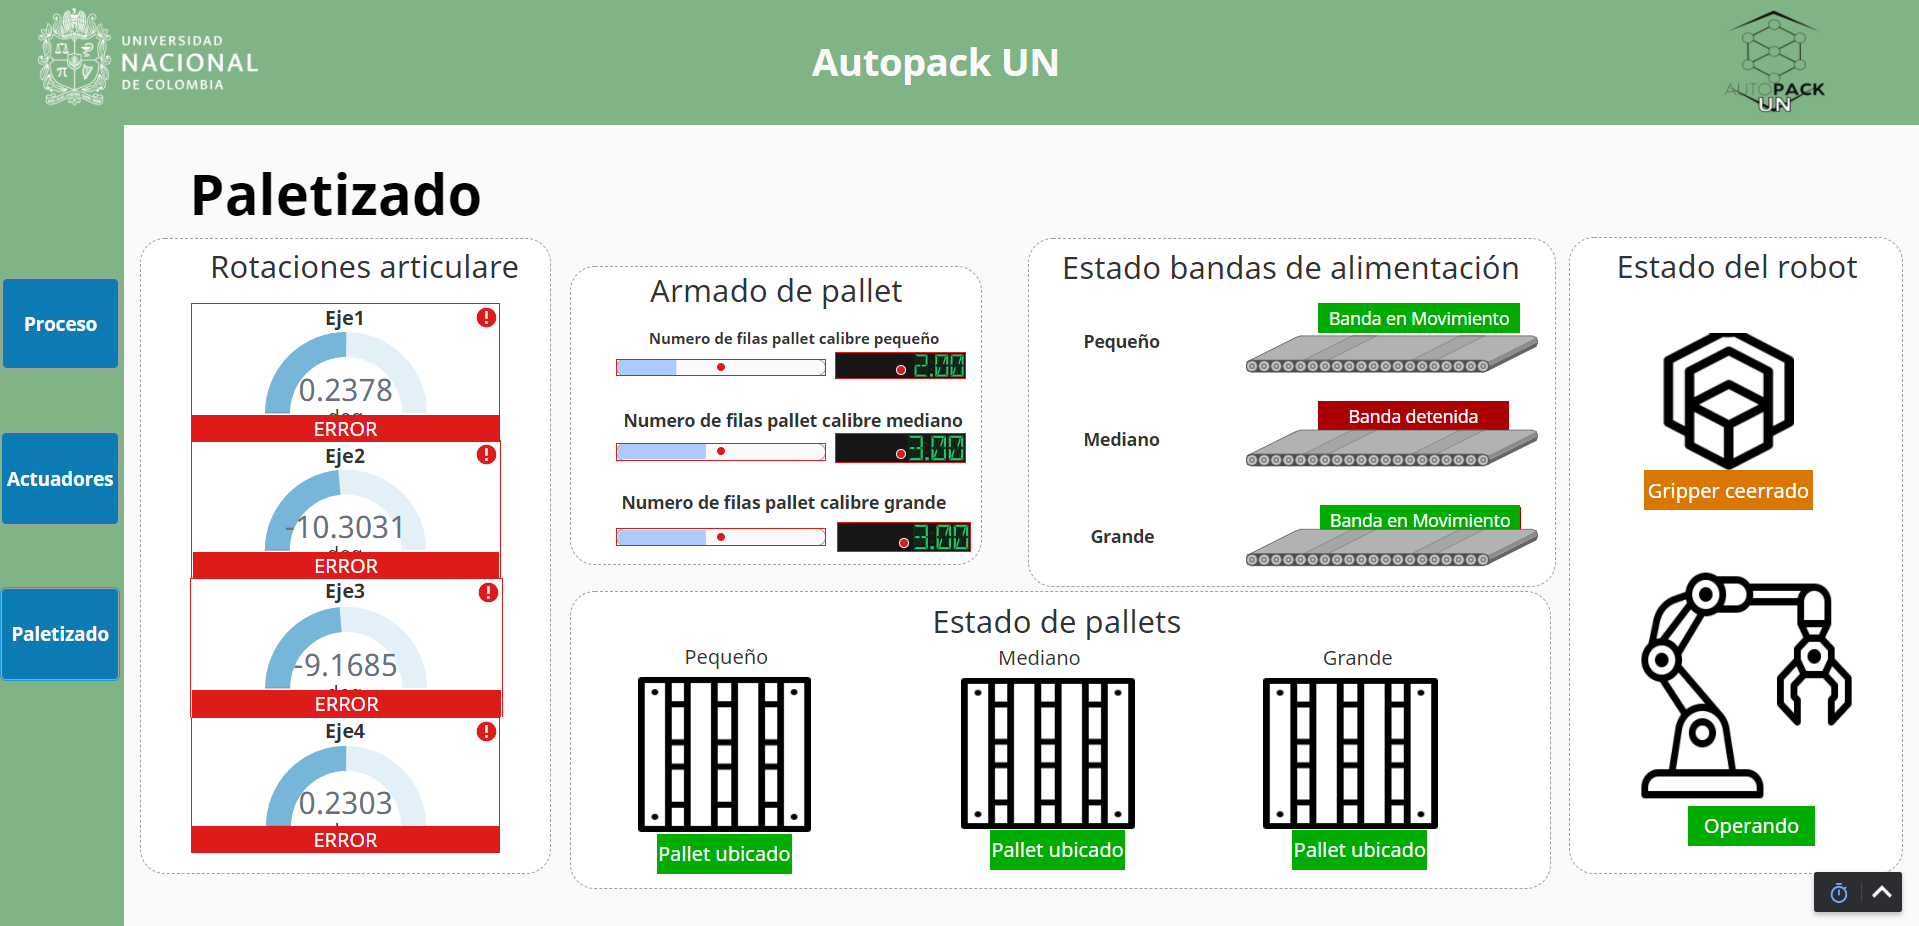 UNIVERSIDAD
NACIONAL
DE COLOMBIA
Autopack UN
AUTOPACK
UN
Paletizado
Proceso
Actuadores
Paletizado
Rotaciones articulare
Eje1
0.2378
deg
ERROR
Eje2
-10.3031
deg
ERROR
Eje3
-9.1685
deg
ERROR
Eje4
0.2303
ERROR
Armado de pallet
Numero de filas pallet calibre pequeño
2.00
Numero de filas pallet calibre mediano
3.00
Numero de filas pallet calibre grande
3.00
Estado bandas de alimentación
Pequeño
Banda en Movimiento
Mediano
Banda detenida
Grande
Banda en Movimiento
Estado de pallets
Pequeño
Mediano
Grande
Pallet ubicado
Pallet ubicado
Pallet ubicado
Estado del robot
Gripper ceerrado
Operando